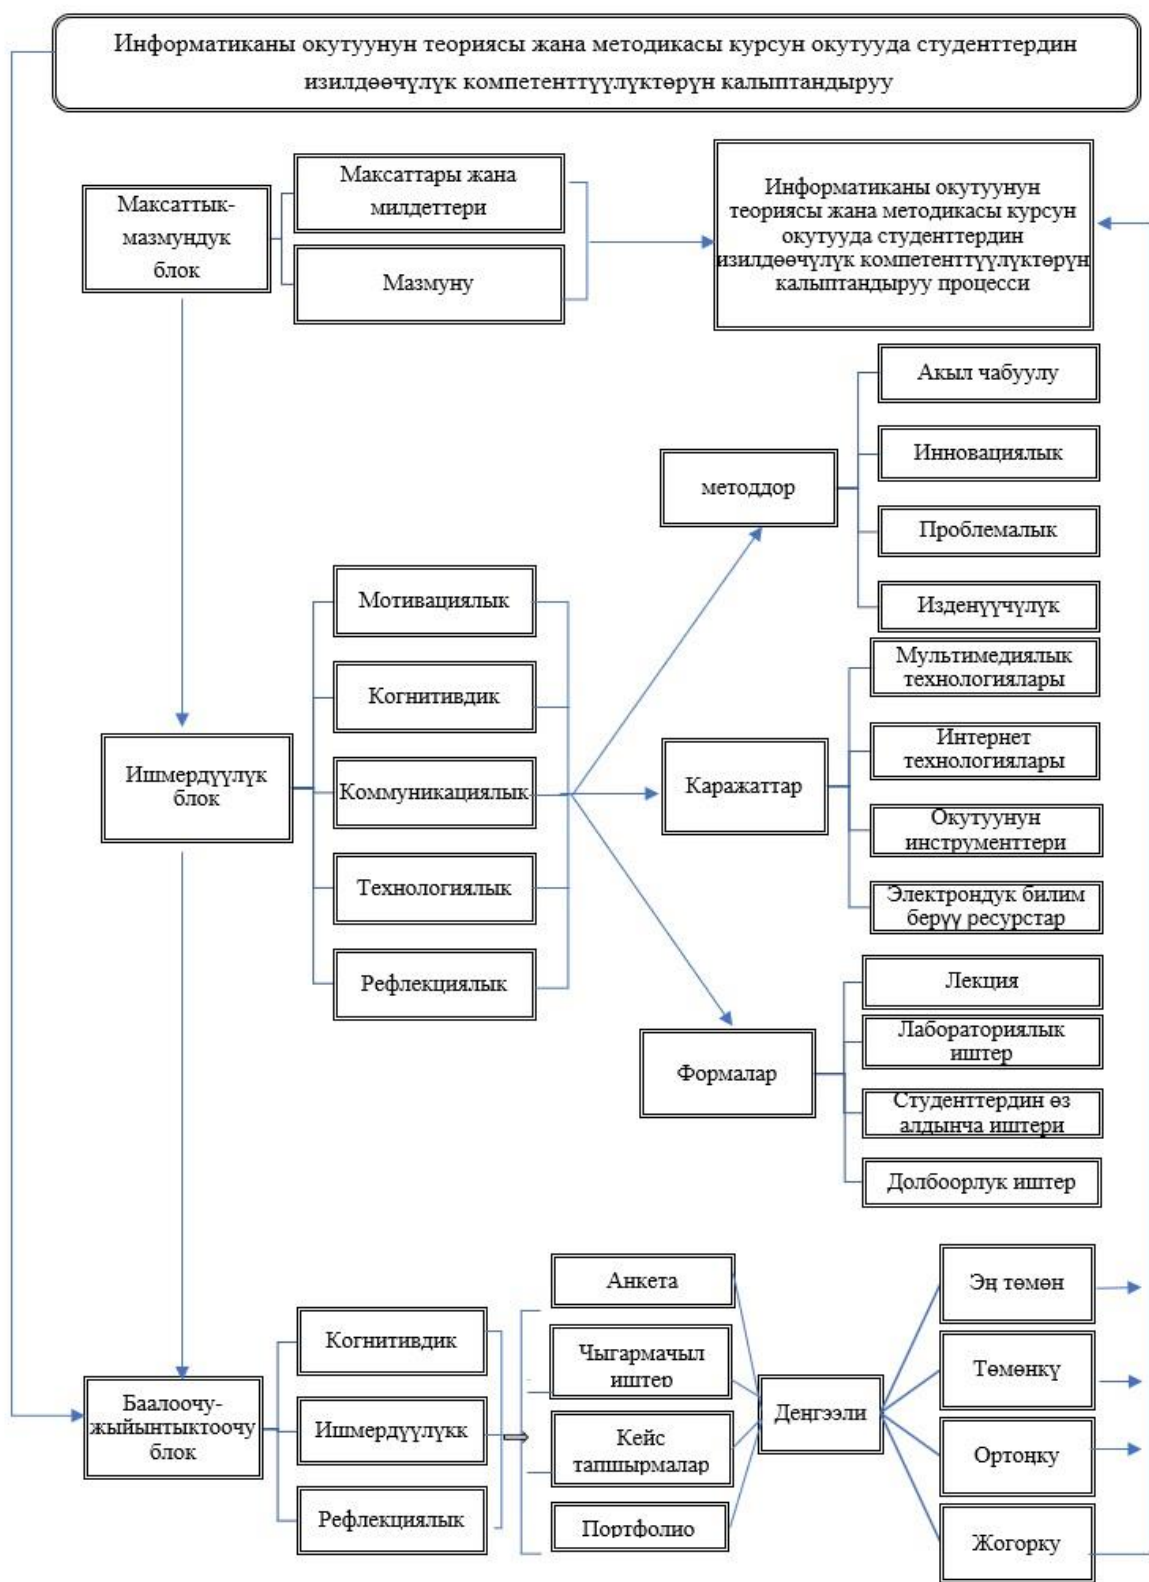 Информатиканы окутуунун теориясы жана методикасы курсун окутууда студенттердин
изилдөөчүлүк компетенттүүлүктөрүн калыптандыруу
Максаттык-
мазмундук
блок
Максаттары жана
милдеттери
Мазмуну
Информатиканы окутуунун
теориясы жана методикасы курсун
окутууда студенттердин
изилдөөчүлүк компетенттүүлүктөрүн
калыптандыруу процесси
Ишмердүүлүк
блок
Мотивациялык
Когнитивдик
Коммуникациялык
Технологиялык
Рефлекциялык
методдор
Акыл чабуулу
Инновациялык
Проблемалык
Изденүүчүлүк
Каражаттар
Мультимедиялык
технологиялары
Интернет
технологиялары
Окутуунун
инструменттери
Электрондук билим
берүү ресурстар
Формалар
Лекция
Лабораториялык
иштер
Студенттердин өз
алдынча иштери
Долбоорлук иштер
Баалоочу-
жыйынтыктоочу
блок
Когнитивдик
Ишмердүүлүкк
Рефлекциялык
Анкета
Чыгармачыл
иштер
Кейс
тапшырмалар
Портфолио
Деңгээли
Эң төмөн
Төмөнкү
Ортоңку
Жогорку